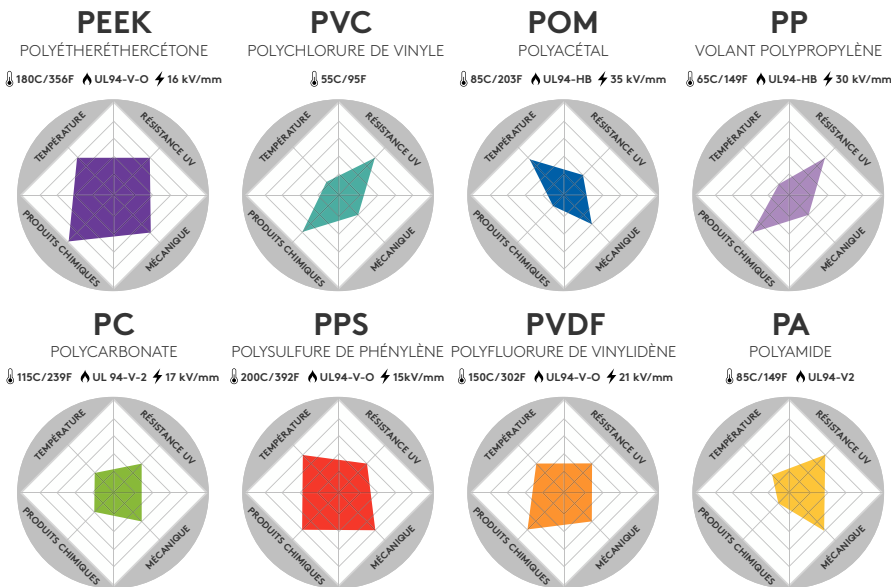 PEEK
POLYÉTHERÉTHERCÉTONE
180C/356F UL94-V-O 16 kV/mm
TEMPÉRATURE
RÉSISTANCE UV
PRODUITS CHIMIQUES
MÉCANIQUE
PVC
POLYCHLORURE DE VINYLE
55C/95F
TEMPÉRATURE
RÉSISTANCE UV
PRODUITS CHIMIQUES
MÉCANIQUE
POM
POLYACÉTAL
85C/203F UL94-HB 35 kV/mm
TEMPÉRATURE
RÉSISTANCE UV
PRODUITS CHIMIQUES
MÉCANIQUE
PP
VOLANT POLYPROPYLÈNE
65C/149F UL94-HB 30 kV/mm
TEMPÉRATURE
RÉSISTANCE UV
PRODUITS CHIMIQUES
MÉCANIQUE
PC
POLYCARBONATE
115C/239F UL 94-V-2 17 kV/mm
TEMPÉRATURE
RÉSISTANCE UV
PRODUITS CHIMIQUES
MÉCANIQUE
PPS
POLYSULFURE DE PHÉNYLÈNE
200C/392F UL94-V-O 15kV/mm
TEMPÉRATURE
RÉSISTANCE UV
PRODUITS CHIMIQUES
MÉCANIQUE
PVDF
POLYFLUORURE DE VINYLIDÈNE
150C/302F UL94-V-O 21 kV/mm
TEMPÉRATURE
RÉSISTANCE UV
PRODUITS CHIMIQUES
MÉCANIQUE
PA
POLYAMIDE
85C/149F UL94-V2
TEMPÉRATURE
RÉSISTANCE UV
PRODUITS CHIMIQUES
MÉCANIQUE